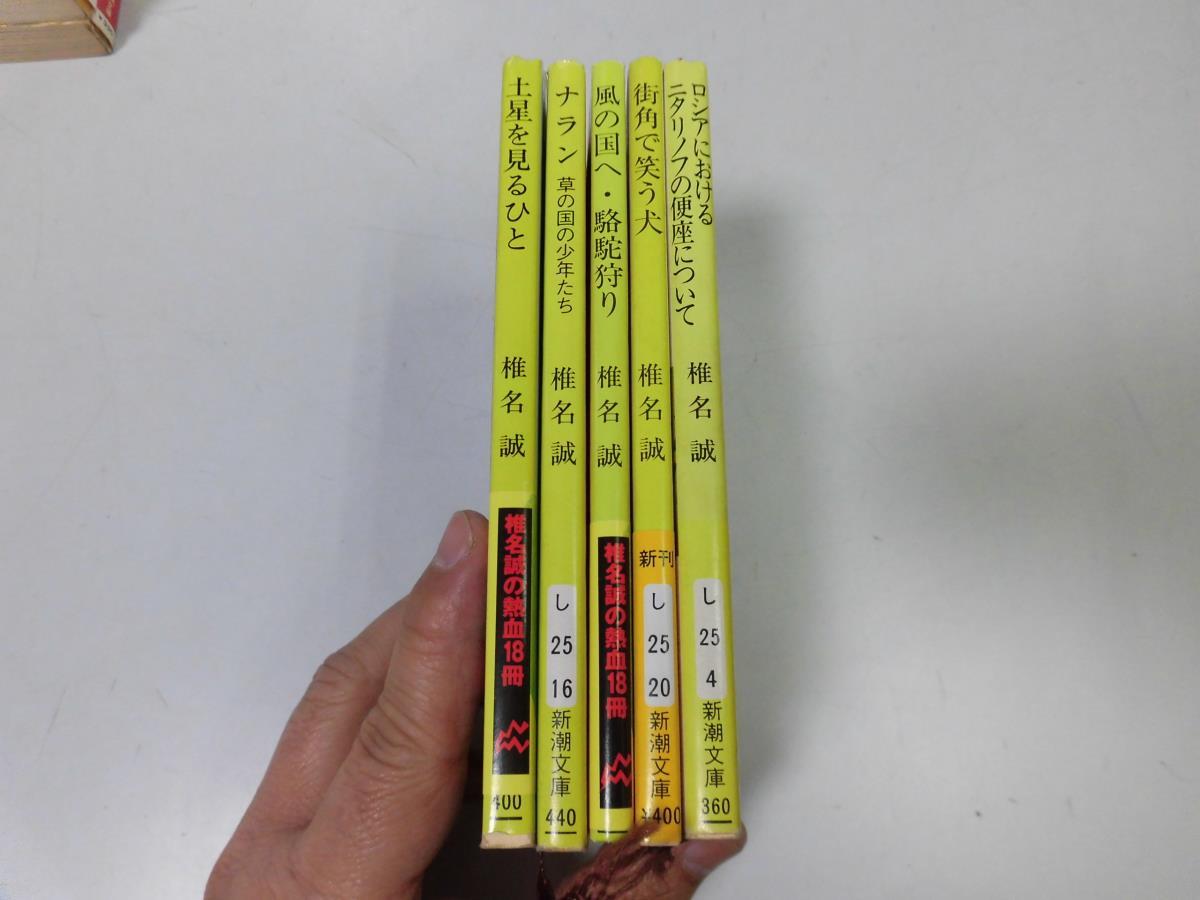 土星を見るひと
椎名誠
椎名誠の熱血18冊
400
ナラン 草の国の少年たち
椎名誠
し
25
16
新潮文庫
440
風の国へ・駱駝狩り
椎名誠
椎名誠の熱血18冊
街角で笑う犬
椎名誠
新刊
し
25
20
新潮文庫
¥400
ロシアにおける
ニタリノフの便座について
椎名誠
し
25
4
新潮文庫
360